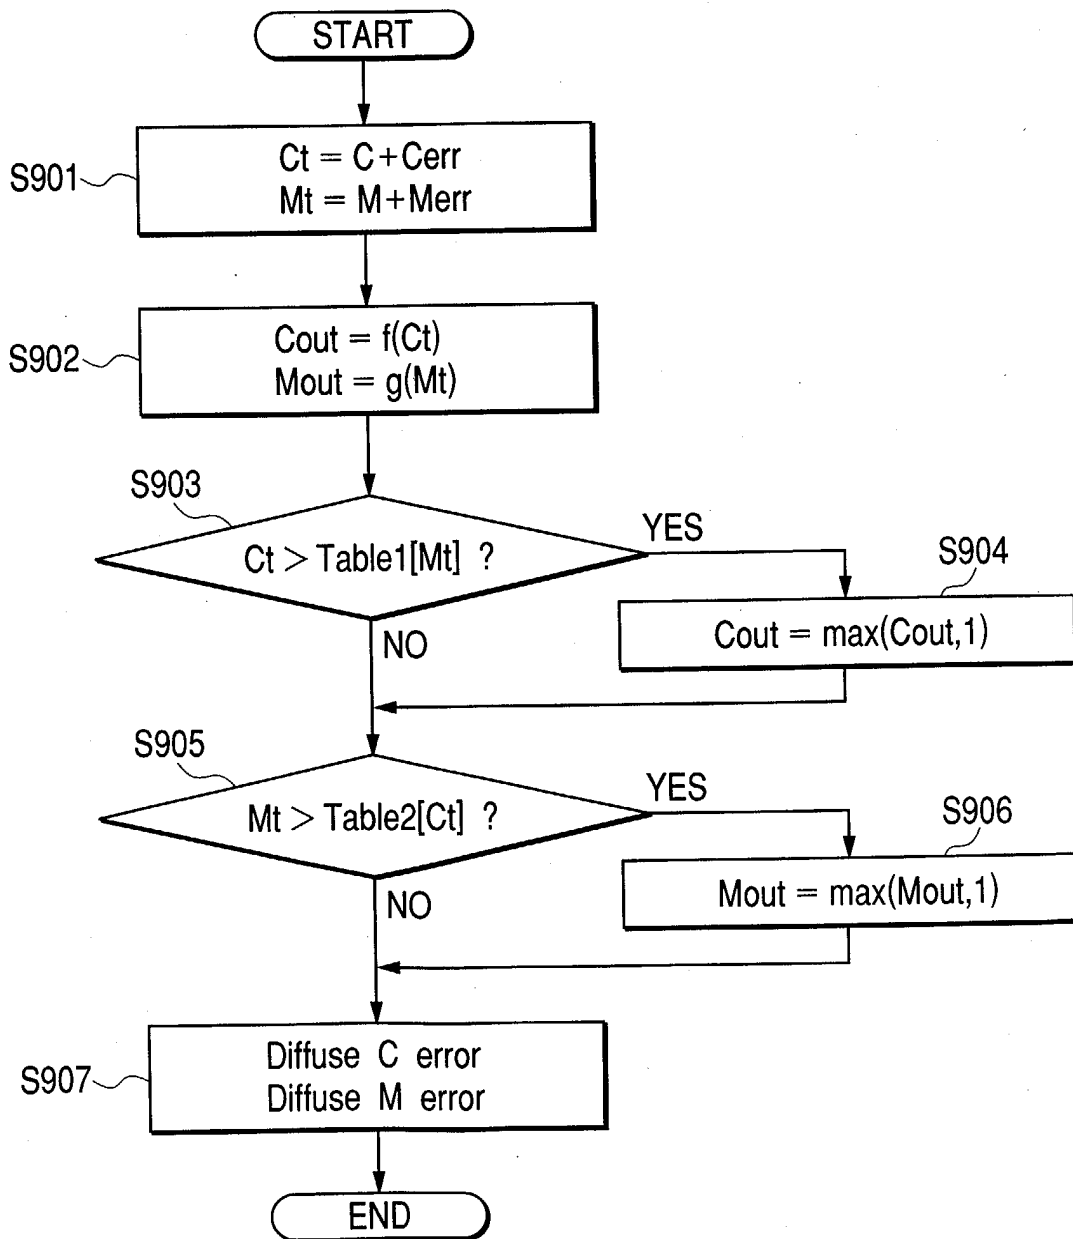 START
S901
Ct = C+Cerr
Mt = M+Merr
S902
Cout = f(Ct)
Mout = g(Mt)
S903
Ct > Table1[Mt] ?
YES
NO
S904
Cout = max(Cout,1)
S905
Mt > Table2[Ct] ?
YES
NO
S906
Mout = max(Mout,1)
S907
Diffuse C error
Diffuse M error
END